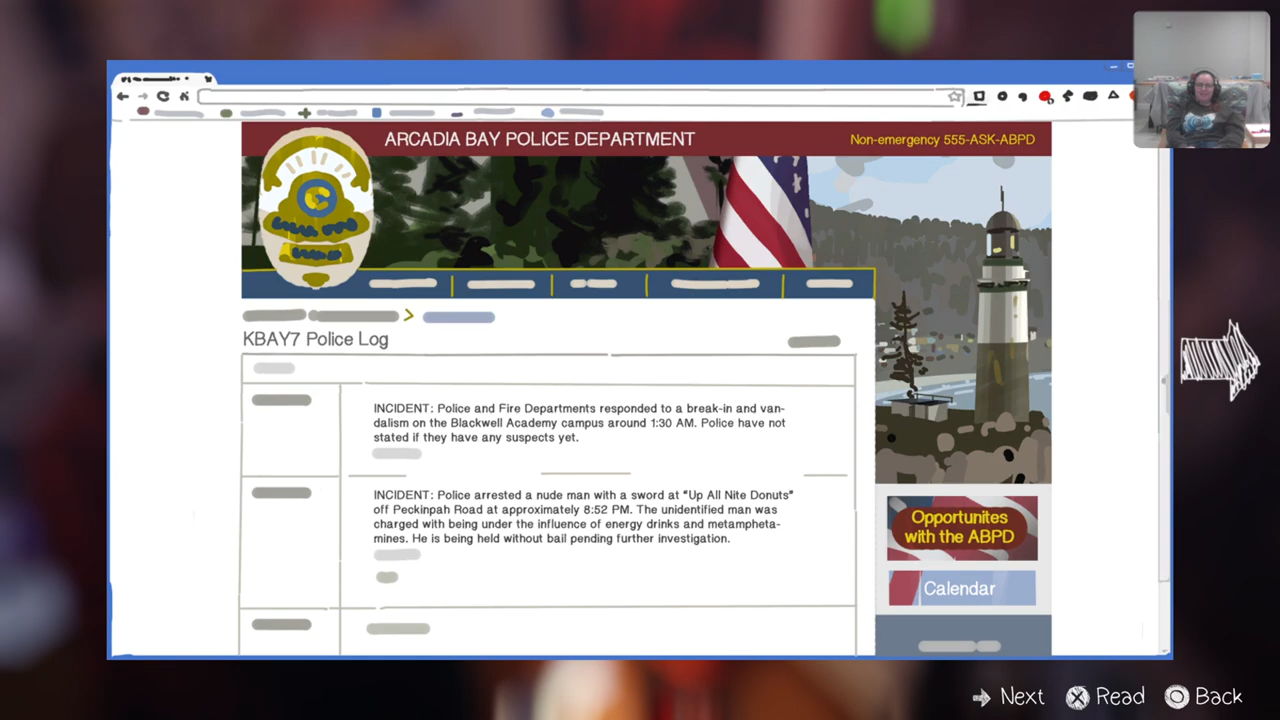 ARCADIA BAY POLICE DEPARTMENT
Non-emergency 555-ASK-ABPD
KBAY7 Police Log
INCIDENT: Police and Fire Departments responded to a break-in and van-
dalism on the Blackwell Academy campus around 1:30 AM. Police have not
stated if they have any suspects yet.
INCIDENT: Police arrested a nude man with a sword at "Up All Nite Donuts"
off Peckinpah Road at approximately 8:52 PM. The unidentified man was
charged with being under the influence of energy drinks and metampheta-
mines. He is being held without bail pending further investigation.
Opportunites
with the ABPD
Calendar
Next
Read
Back